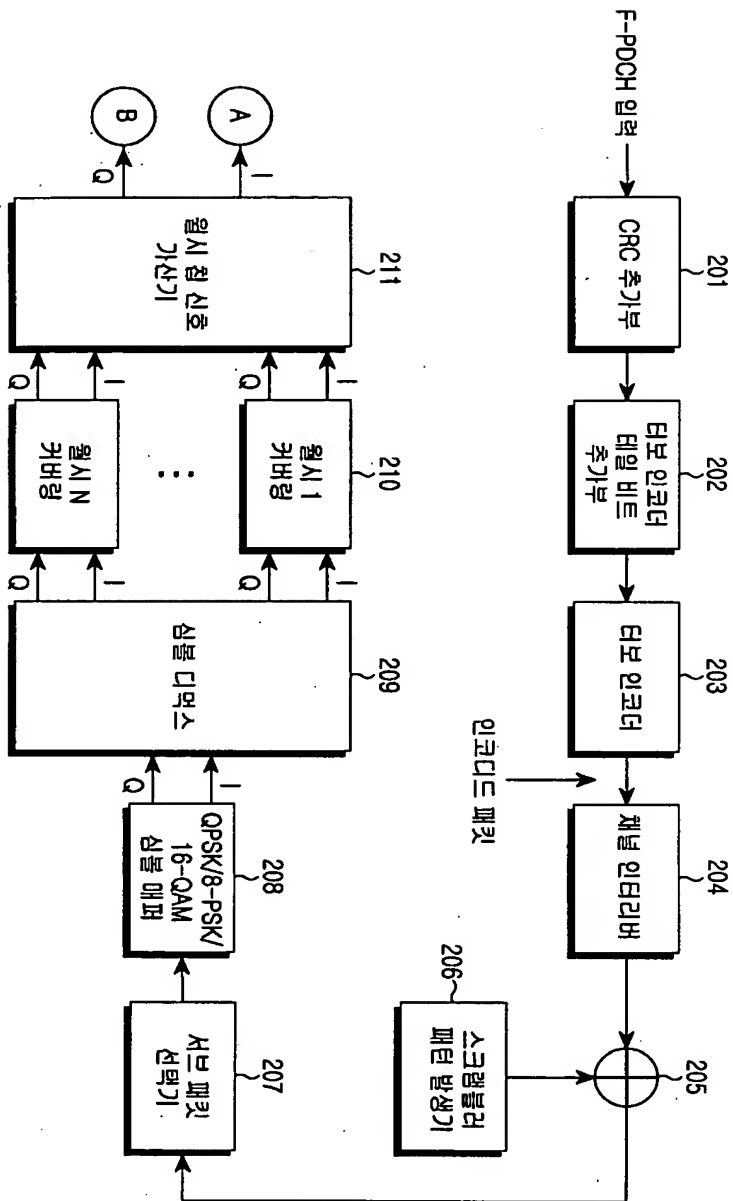 F-PDCH 입력
CRC 추가부
201
터보 인코더
테일 비트
추가부
202
터보 인코더
203
인코디드 패킷
채널 인터리버
204
205
스크램블러
패턴 발생기
206
서브 패킷
선택기
207
QPSK/8-PSK/
16-QAM
심볼 매퍼
208
I
Q
심볼 디먹스
209
I
Q
I
Q
월시 1
커버링
210
⋮
월시 N
커버링
I
Q
I
Q
월시 칩 신호
가산기
211
I
Q
A
B